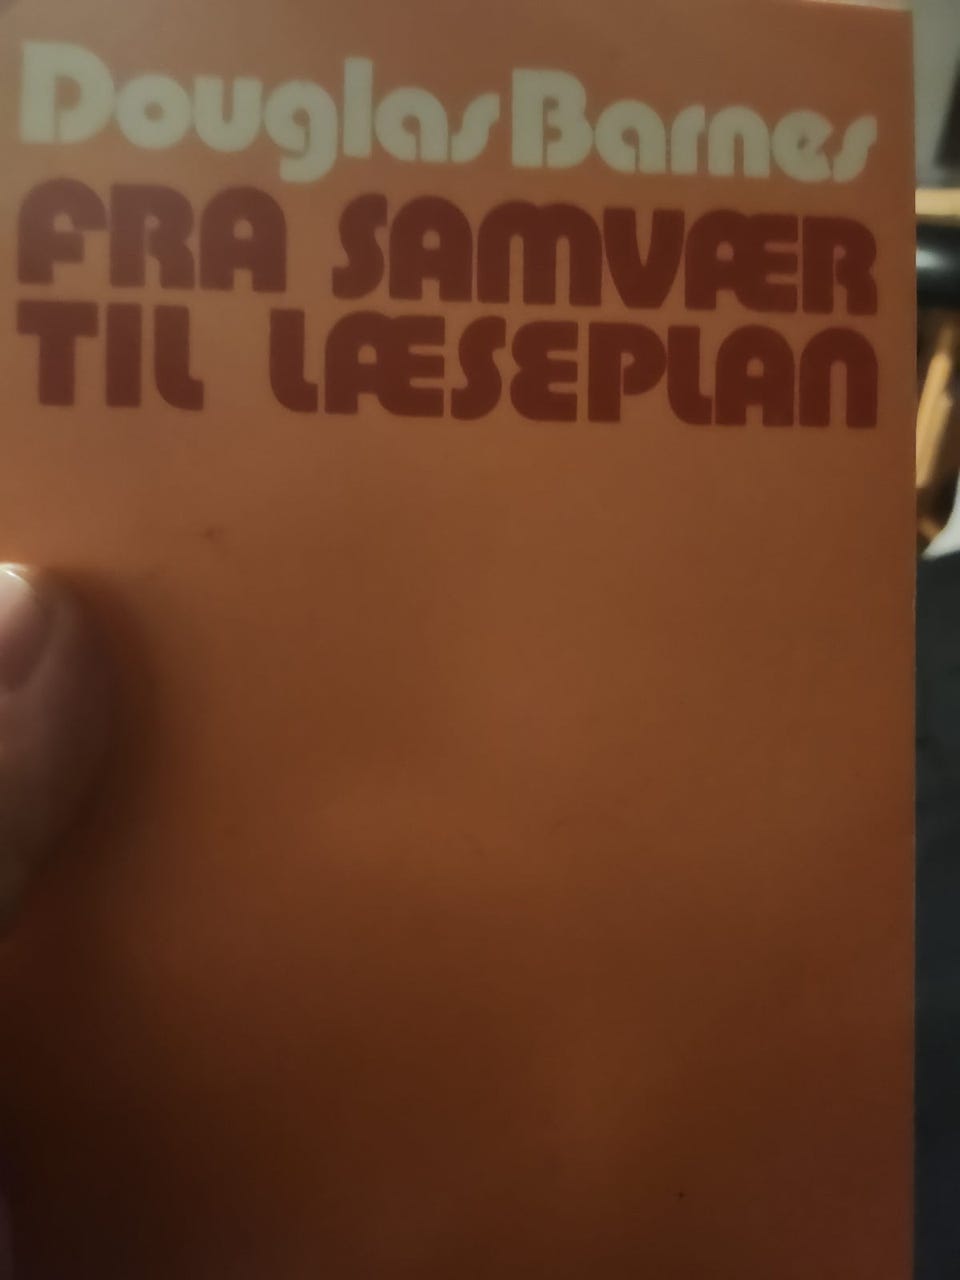 Douglas Barnes
FRA SAMVÆR
TIL LÆSEPLAN